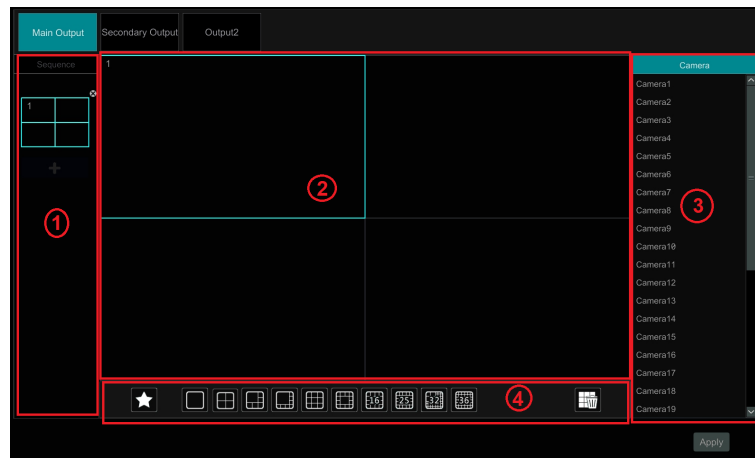 Main Output
Secondary Output
Output2
Sequence
1
Camera
1
Camera1
Camera2
Camera3
Camera4
Camera5
Camera6
Camera7
Camera8
Camera9
Camera10
Camera11
Camera12
Camera13
Camera14
Camera15
Camera16
Camera17
Camera18
Camera19
1
2
3
16
25
32
36
4
Apply